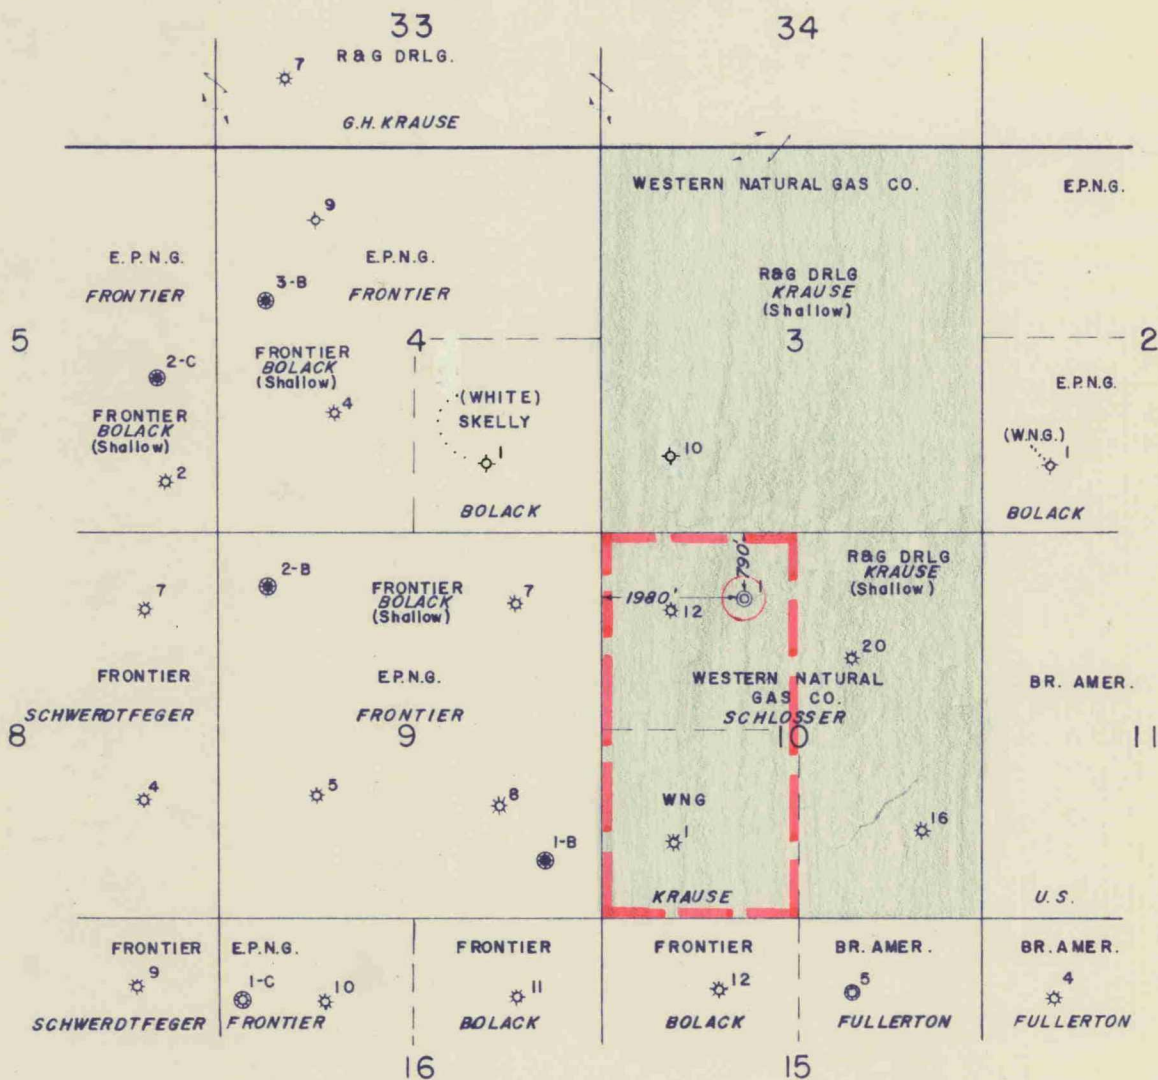 33
34
7
R&G DRLG.
G.H. KRAUSE
WESTERN NATURAL GAS CO.
E.P.N.G.
9
E.P.N.G.
FRONTIER
3-B
E.P.N.G.
FRONTIER
R&G DRLG
KRAUSE
(Shallow)
5
4
3
2
2-C
FRONTIER
BOLACK
(Shallow)
FRONTIER
BOLACK
(Shallow)
4
(WHITE)
SKELLY
1
10
E.P.N.G.
(W.N.G.)
1
2
BOLACK
BOLACK
2-B
7
FRONTIER
BOLACK
(Shallow)
7
1980'
790'
1
12
R&G DRLG
KRAUSE
(Shallow)
20
FRONTIER
SCHWERDTFEGER
E.P.N.G.
FRONTIER
WESTERN NATURAL
GAS CO.
SCHLOSSER
BR. AMER.
8
9
10
11
4
5
8
WNG
1
16
1-B
KRAUSE
U.S.
FRONTIER
E.P.N.G.
FRONTIER
FRONTIER
BR. AMER.
BR. AMER.
9
1-C
10
11
12
5
4
SCHWERDTFEGER
FRONTIER
BOLACK
BOLACK
FULLERTON
FULLERTON
16
15